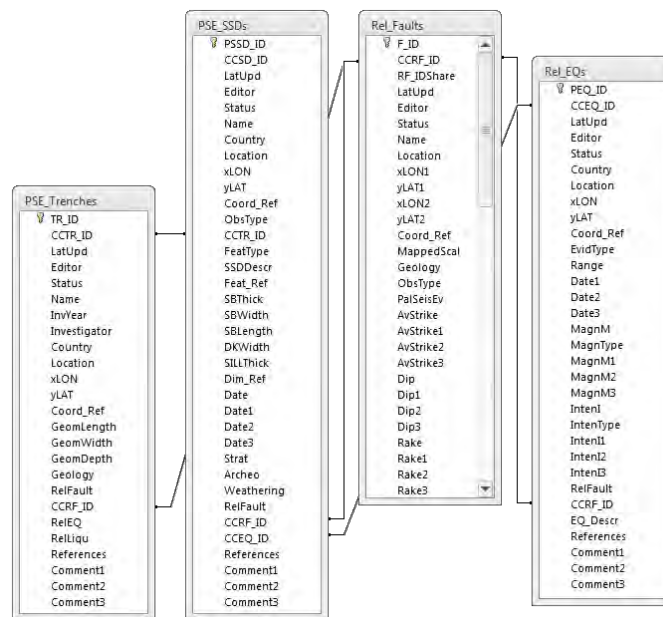 PSE_SSDs
PSSD_ID
CCSD_ID
LatUpd
Editor
Status
Name
Country
Location
xLON
yLAT
Coord_Ref
ObsType
CCTR_ID
FeatType
SSDDescr
Feat_Ref
SBThick
SBWidth
SBLength
DKWidth
SILLThick
Dim_Ref
Date
Date1
Date2
Date3
Strat
Archeo
Weathering
RelFault
CCRF_ID
CCEQ_ID
References
Comment1
Comment2
Comment3
Rel_Faults
F_ID
CCRF_ID
RF_IDShare
LatUpd
Editor
Status
Name
Location
xLON1
yLAT1
xLON2
yLAT2
Coord_Ref
MappedScal
Geology
ObsType
PalSeisEv
AvStrike
AvStrike1
AvStrike2
AvStrike3
Dip
Dip1
Dip2
Dip3
Rake
Rake1
Rake2
Rake3
Rel_EQs
PEQ_ID
CCEQ_ID
LatUpd
Editor
Status
Country
Location
xLON
yLAT
Coord_Ref
EvidType
Range
Date1
Date2
Date3
MagnM
MagnType
MagnM1
MagnM2
MagnM3
IntenI
IntenType
IntenI1
IntenI2
IntenI3
RelFault
CCRF_ID
EQ_Descr
References
Comment1
Comment2
Comment3
PSE_Trenches
TR_ID
CCTR_ID
LatUpd
Editor
Status
Name
InvYear
Investigator
Country
Location
xLON
yLAT
Coord_Ref
GeomLength
GeomWidth
GeomDepth
Geology
RelFault
CCRF_ID
RelEQ
RelLiqu
References
Comment1
Comment2
Comment3